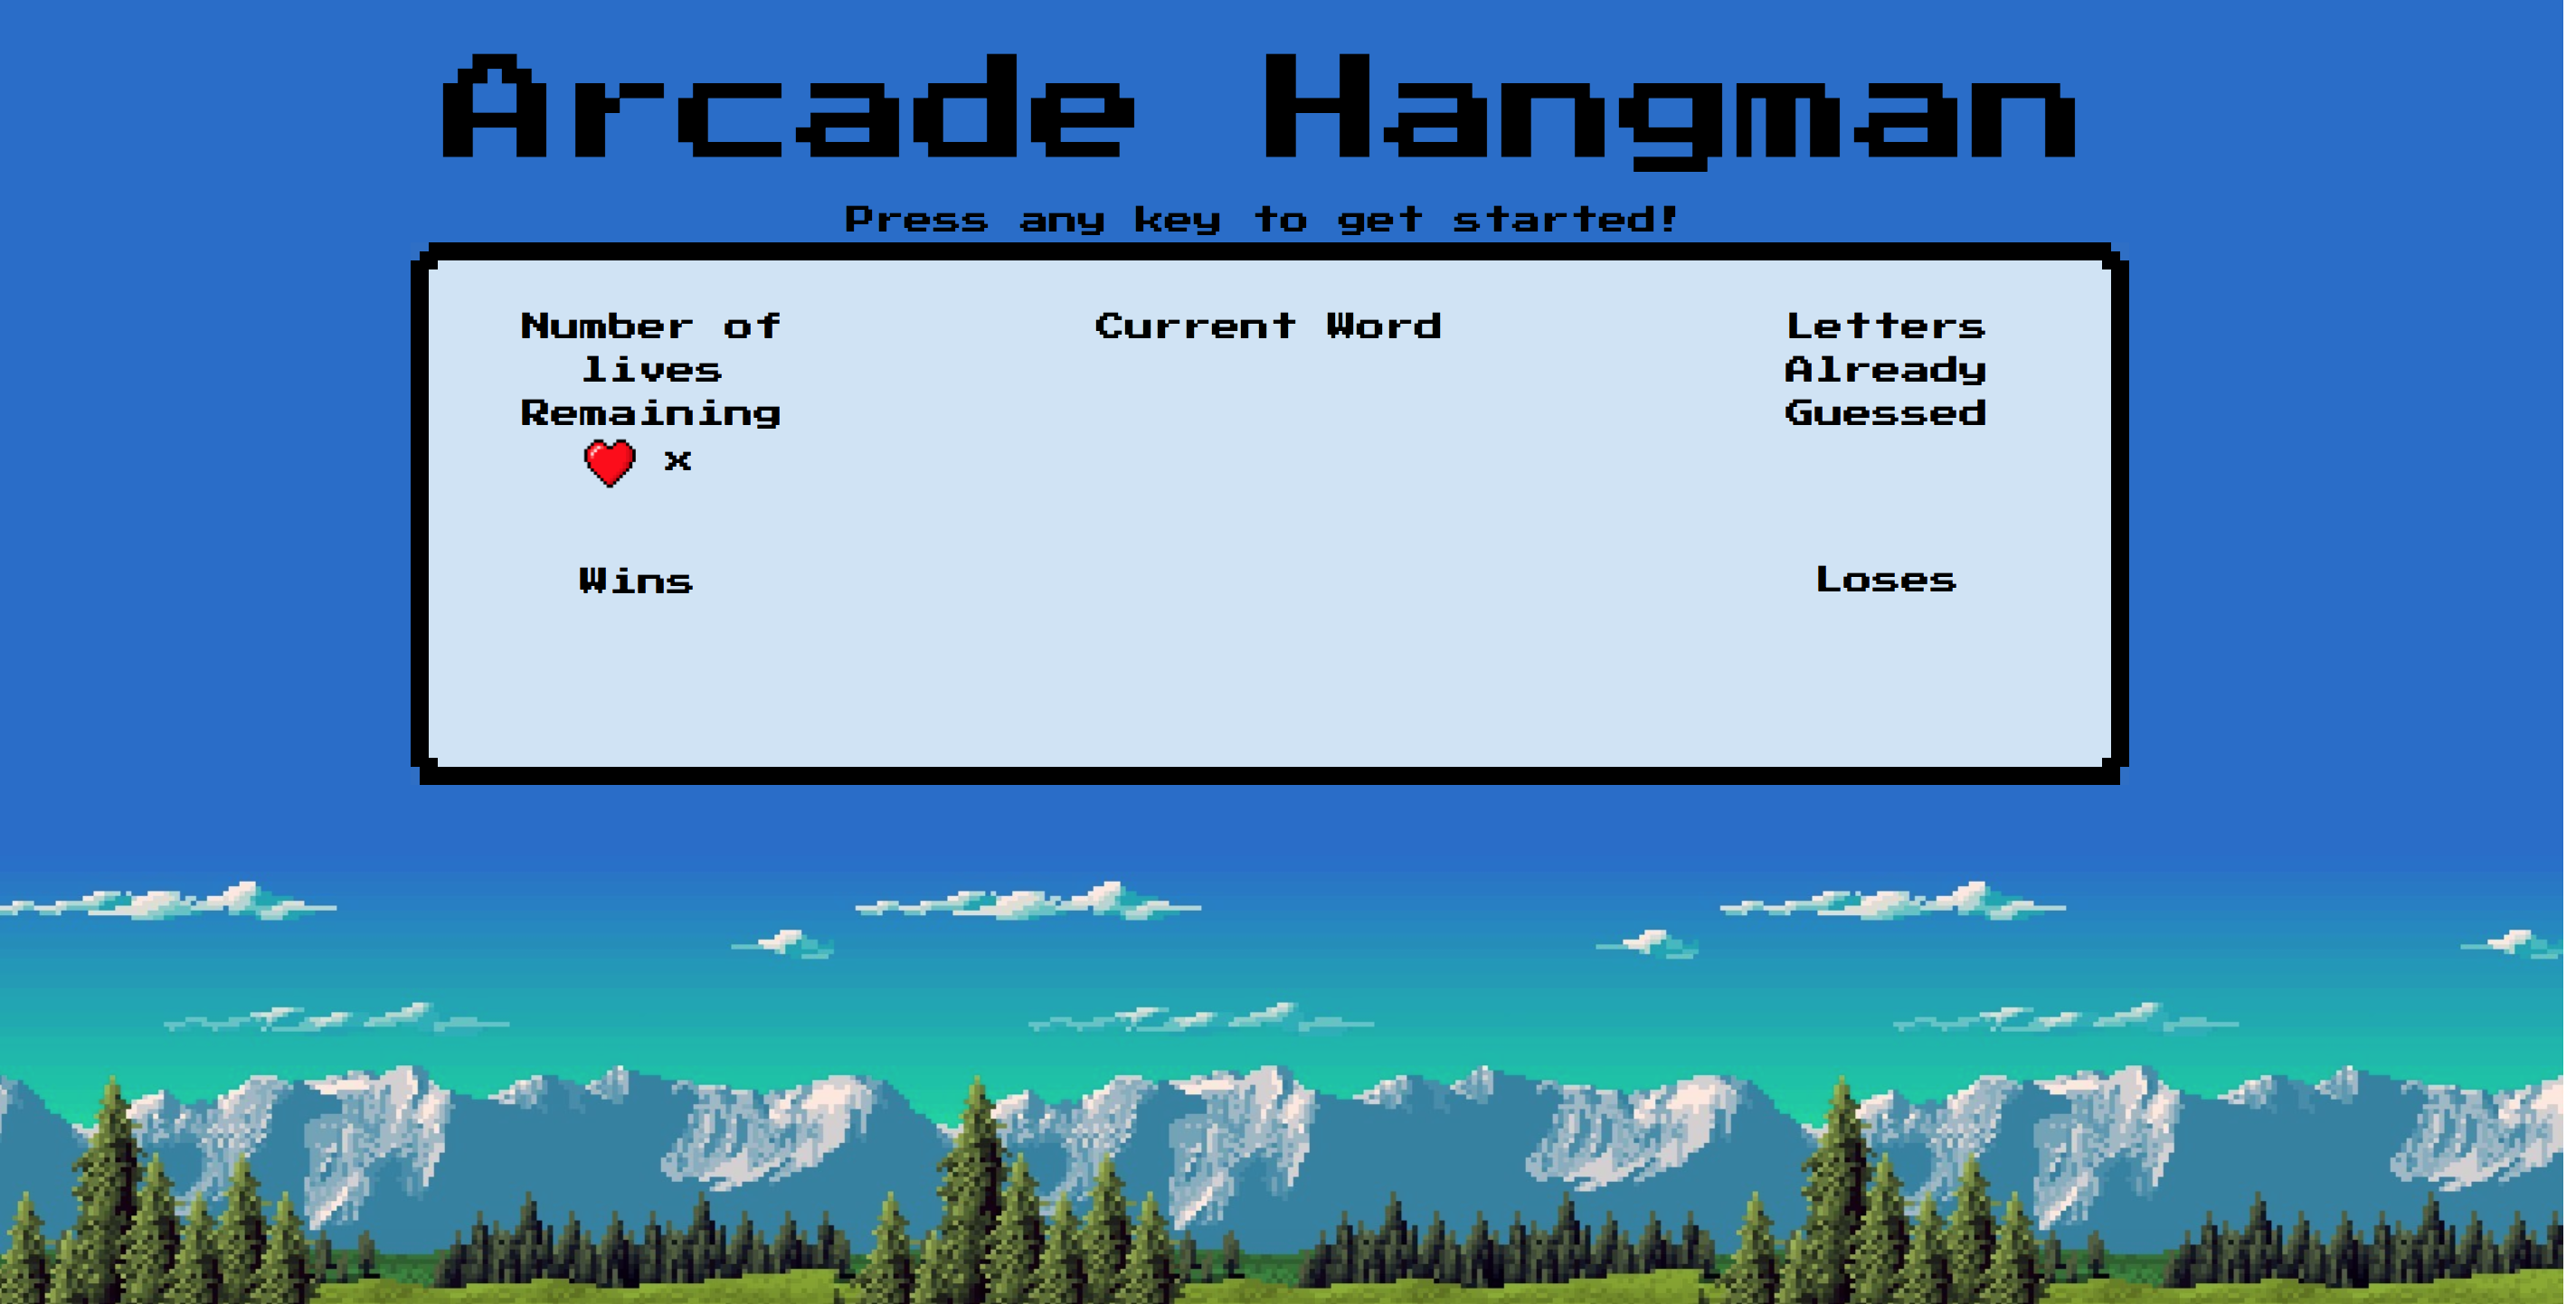 Arcade Hangman
Press any key to get started!
Number of
lives
Remaining
x
Current Word
Letters
Already
Guessed
Wins
Loses